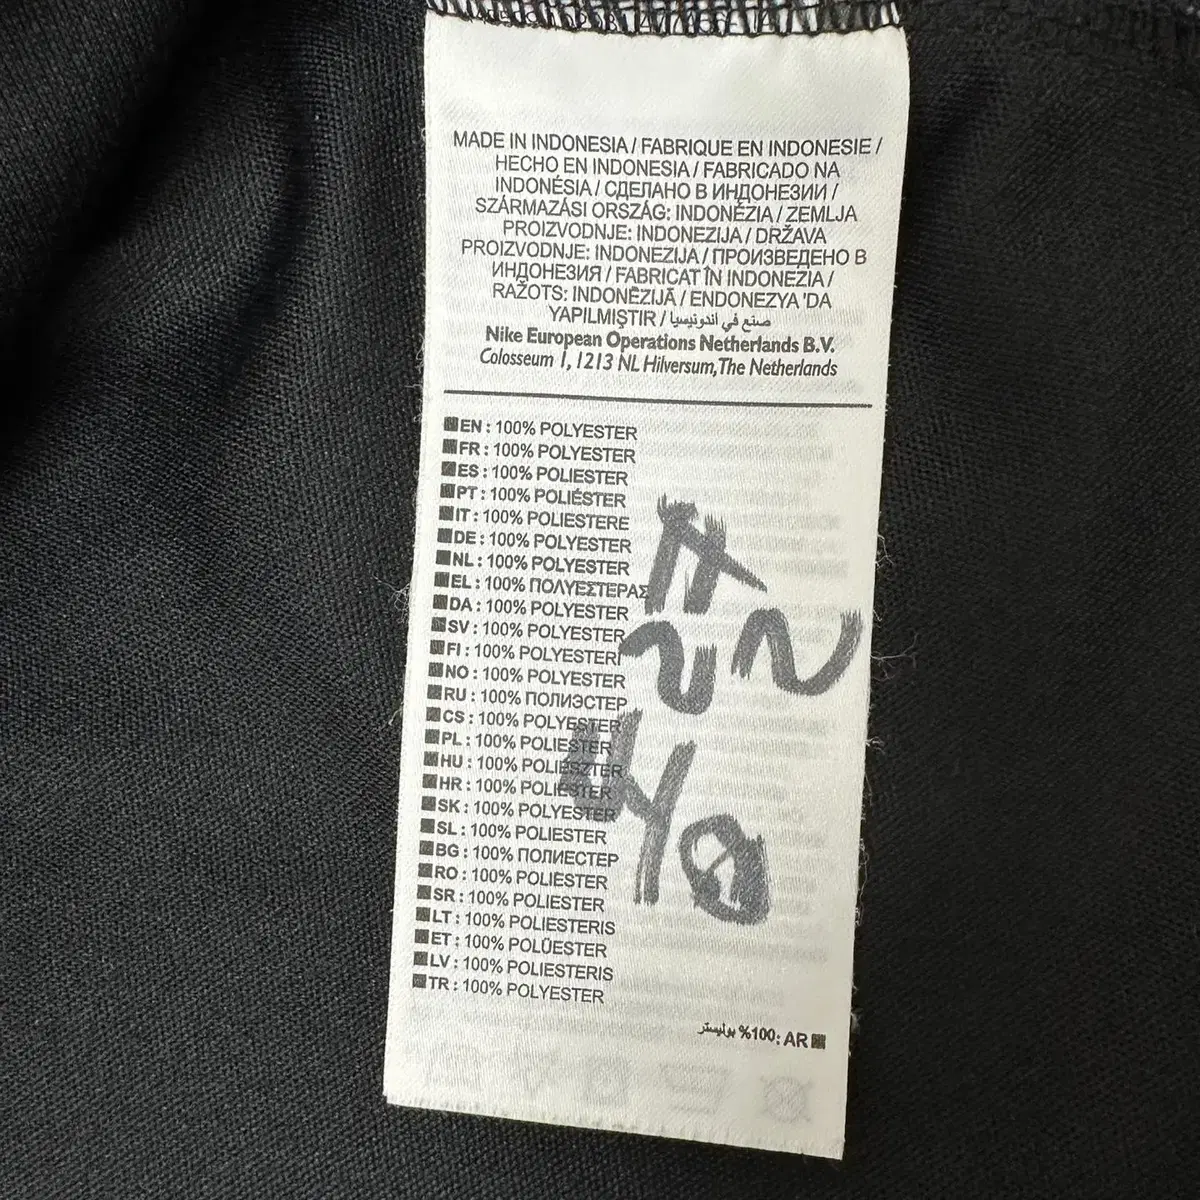 MADE IN INDONESIA / FABRIQUE EN INDONESIE /
HECHO EN INDONESIA / FABRICADO NA
INDONÉSIA / СДЕЛАНО В ИНДОНЕЗИИ /
SZÁRMAZÁSI ORSZÁG: INDONÉZIA / ZEMLJA
PROIZVODNJE: INDONEZIJA / DRŽAVA
PROIZVODNJE: INDONEZIJA / ПРОИЗВЕДЕНО В
ИНДОНЕЗИЯ / FABRICAT ÎN INDONEZIA /
RAŽOTS: INDONĒZIJĀ / ENDONEZYA 'DA
YAPILMIŞTIR / صنع في اندونيسيا
Nike European Operations Netherlands B.V.
Colosseum 1, 1213 NL Hilversum, The Netherlands
EN : 100% POLYESTER
FR : 100% POLYESTER
ES : 100% POLIESTER
PT : 100% POLIÉSTER
IT : 100% POLIESTERE
DE : 100% POLYESTER
NL : 100% POLYESTER
EL : 100% ΠΟΛΥΕΣΤΕΡΑΣ
DA : 100% POLYESTER
SV : 100% POLYESTER
FI : 100% POLYESTERI
NO : 100% POLYESTER
RU : 100% ПОЛИЭСТЕР
CS : 100% POLYESTER
PL : 100% POLIESTER
HU : 100% POLIESZTER
HR : 100% POLIESTER
SK : 100% POLYESTER
SL : 100% POLIESTER
BG : 100% ПОЛИЕСТЕР
RO : 100% POLIESTER
SR : 100% POLIESTER
LT : 100% POLIESTERIS
ET : 100% POLÜESTER
LV : 100% POLIESTERIS
TR : 100% POLYESTER
AR :100% بوليستر